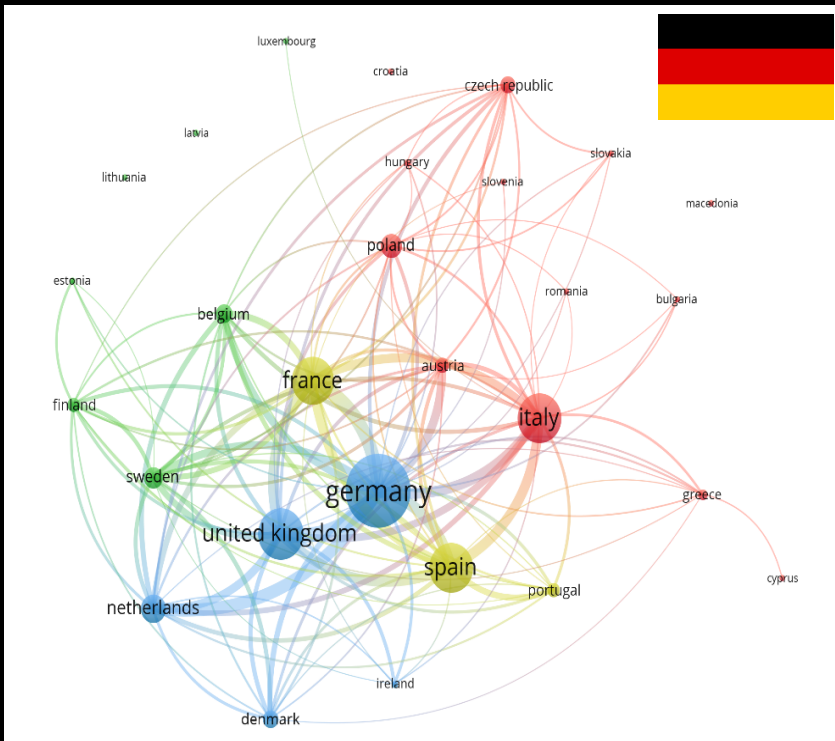 luxembourg
croatia
czech republic
latvia
hungary
slovakia
lithuania
slovenia
macedonia
poland
estonia
romania
bulgaria
belgium
austria
france
finland
italy
sweden
germany
greece
united kingdom
spain
cyprus
portugal
netherlands
ireland
denmark